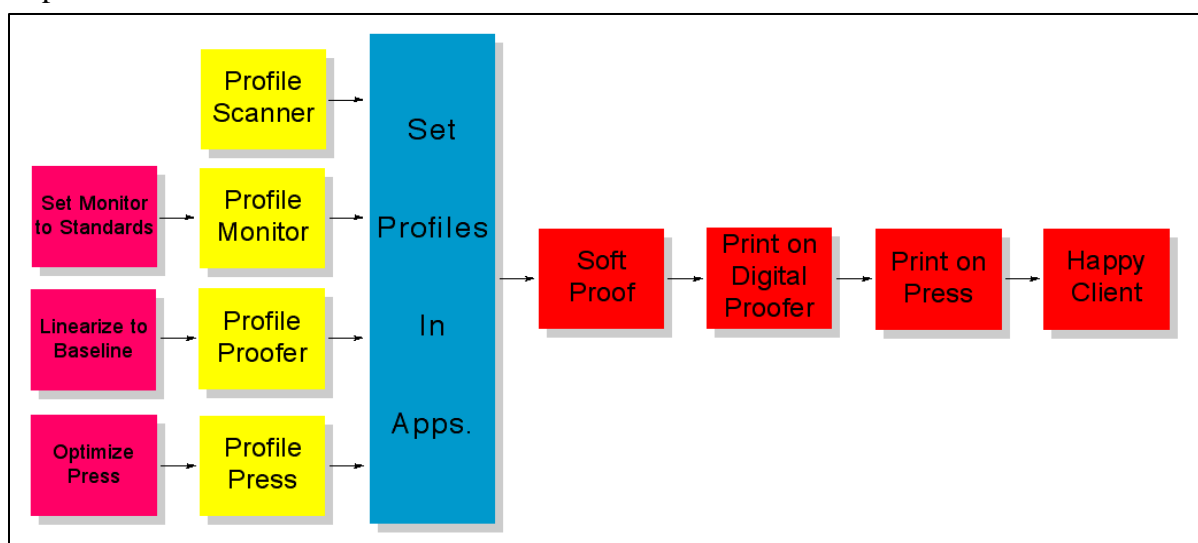 Profile
Scanner
Set Monitor
to Standards
Profile
Monitor
Linearize to
Baseline
Profile
Proofer
Optimize
Press
Profile
Press
Set
Profiles
In
Apps.
Soft
Proof
Print on
Digital
Proofer
Print on
Press
Happy
Client